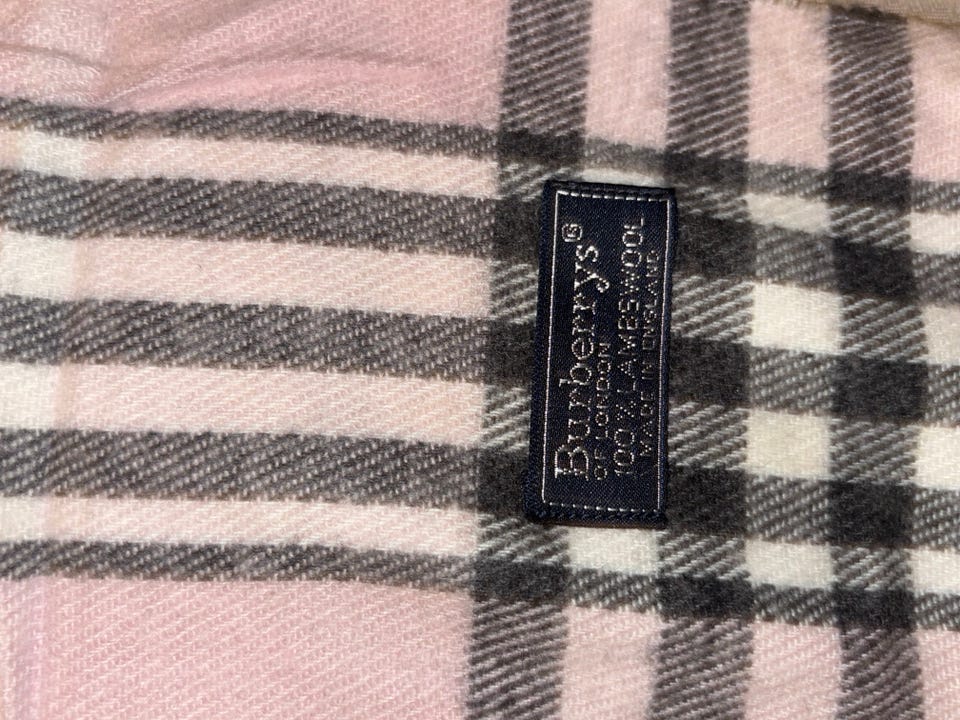 Burberrys®
OF LONDON
100% LAMBSWOOL
MADE IN ENGLAND